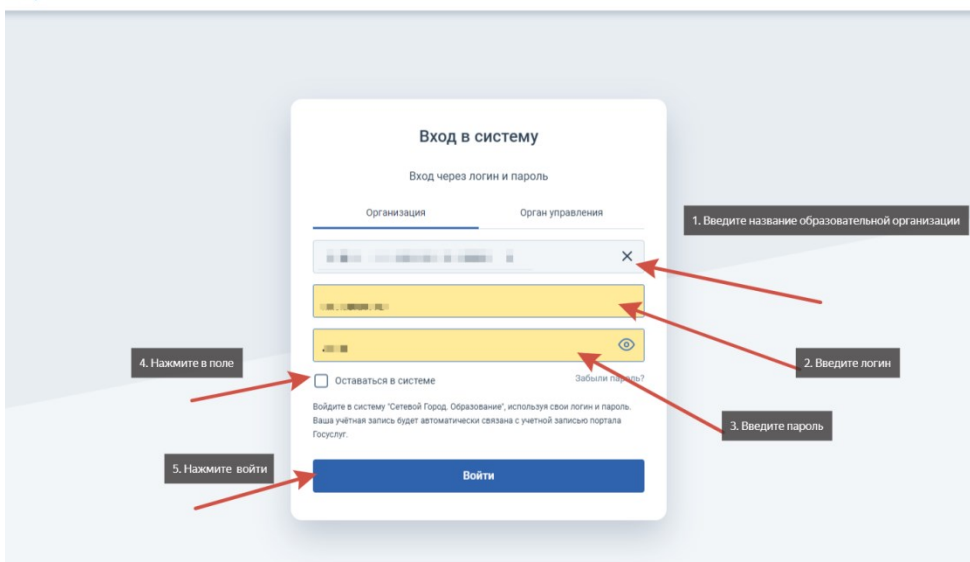 Вход в систему
Вход через логин и пароль
Организация
Орган управления
1. Введите название образовательной организации
2. Введите логин
3. Введите пароль
4. Нажмите в поле
Оставаться в системе
Забыли пароль?
Войдите в систему "Сетевой Город. Образование", используя свои логин и пароль.
Ваша учётная запись будет автоматически связана с учетной записью портала
Госуслуг.
5. Нажмите войти
Войти